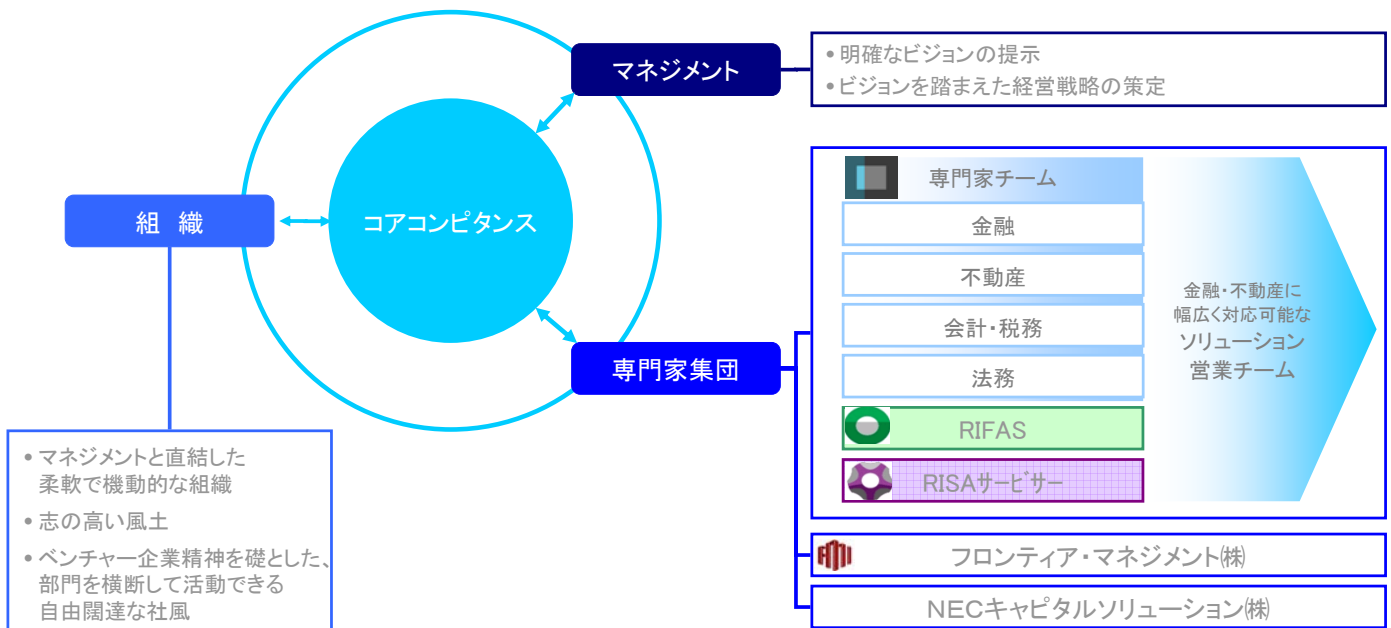 マネジメント
• 明確なビジョンの提示
• ビジョンを踏まえた経営戦略の策定
組 織
コアコンピタンス
専門家集団
専門家チーム
金融
不動産
会計・税務
法務
RIFAS
RISAサービサー
金融・不動産に
幅広く対応可能な
ソリューション
営業チーム
• マネジメントと直結した
柔軟で機動的な組織
• 志の高い風土
• ベンチャー企業精神を礎とした、
部門を横断して活動できる
自由闊達な社風
フロンティア・マネジメント㈱
NECキャピタルソリューション㈱